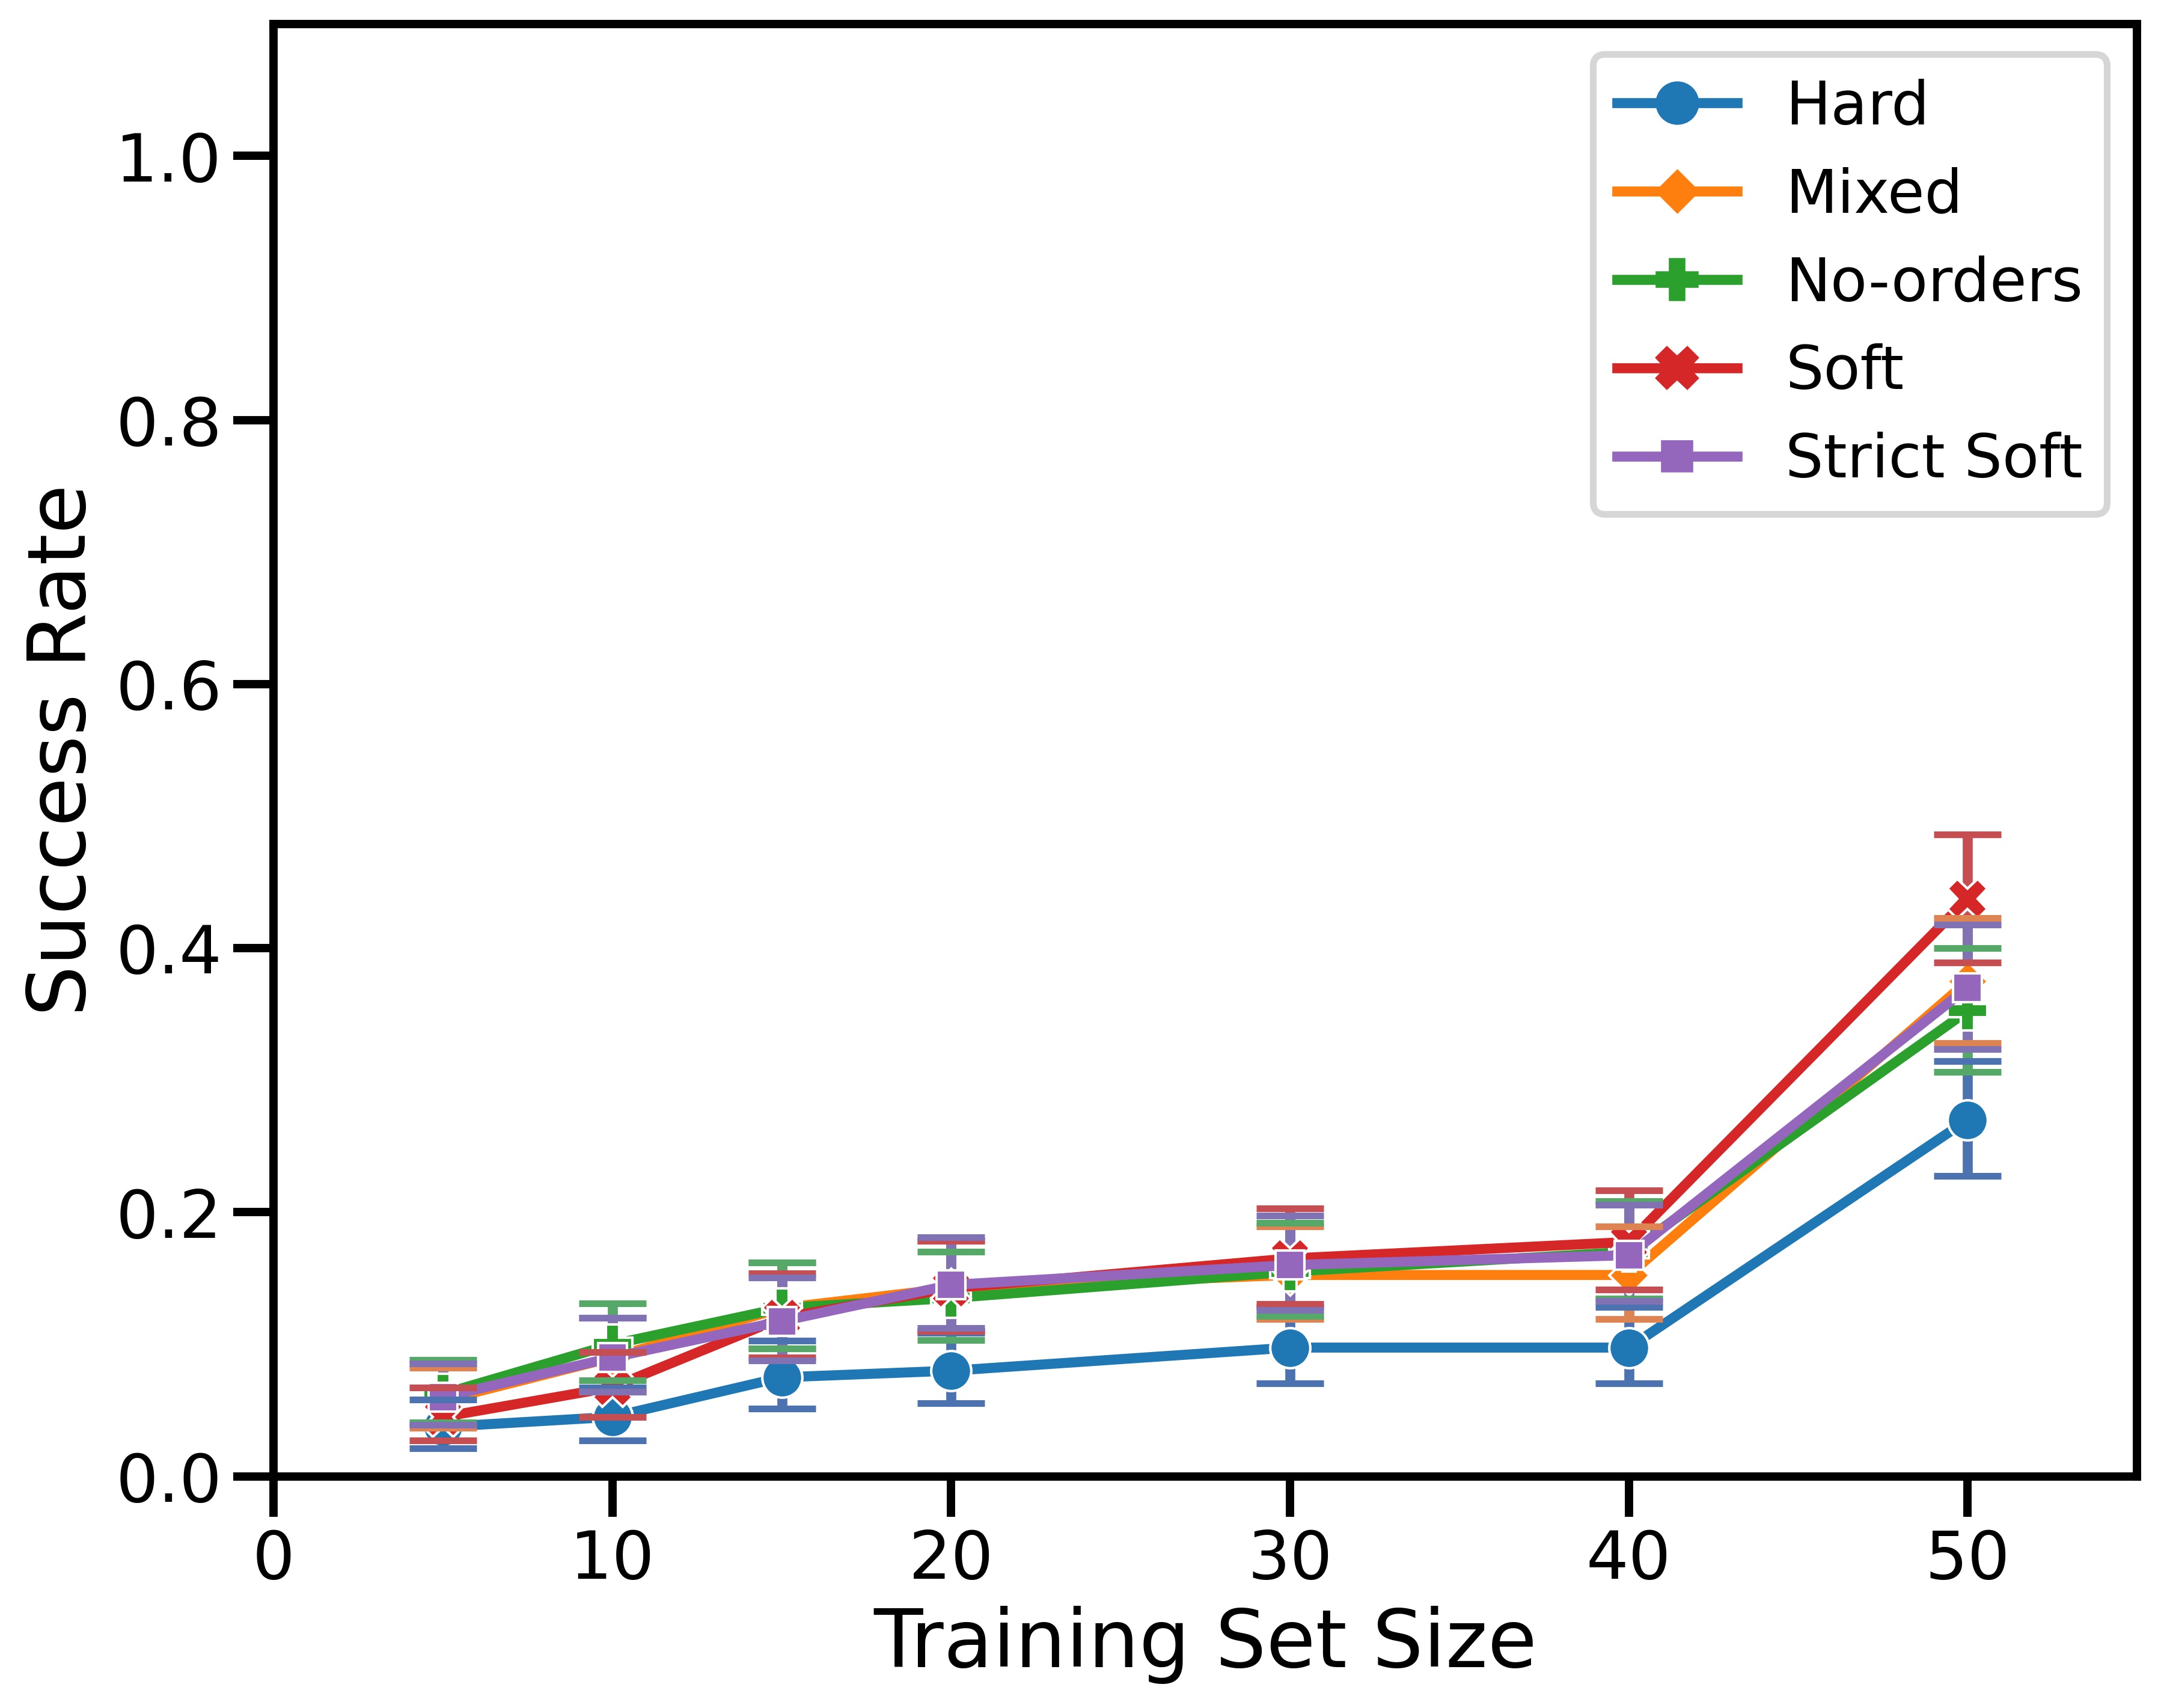 Success Rate
1.0
0.8
0.6
0.4
0.2
0.0
0 10 20 30 40 50
Training Set Size
Hard
Mixed
No-orders
Soft
Strict Soft